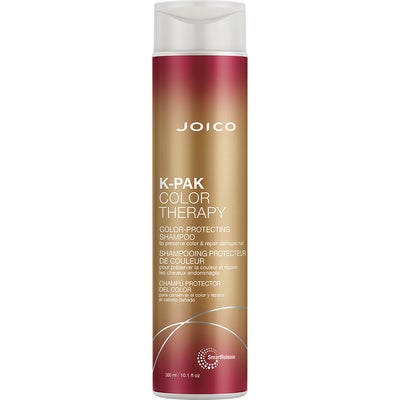 JOICO
K-PAK
COLOR
THERAPY
COLOR-PROTECTING
SHAMPOO
to preserve color & repair damaged hair
SHAMPOOING PROTECTEUR
DE COULEUR
pour préserver la couleur et réparer
les cheveux endommagés
CHAMPÚ PROTECTOR
DEL COLOR
para conservar el color y repara
el cabello dañado
SmartRelease
300 ml / 10.1 fl oz